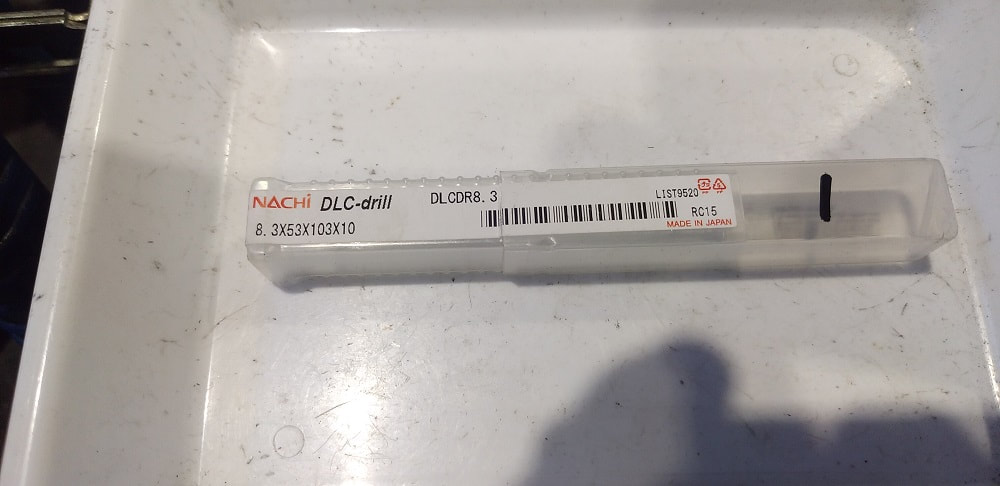 NACHi DLC-drill DLCDR8.3 LIST9520
8.3X53X103X10 RC15
MADE IN JAPAN